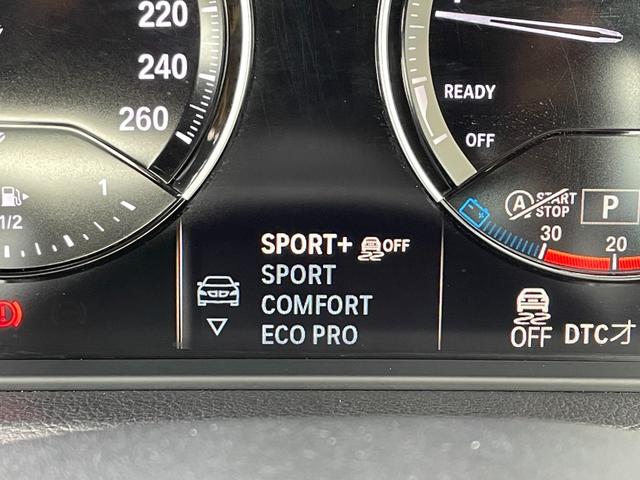 220
240
260
1
1/2
READY
OFF
A START
STOP
P
30
20
SPORT+ OFF
SPORT
COMFORT
ECO PRO
OFF DTCオ